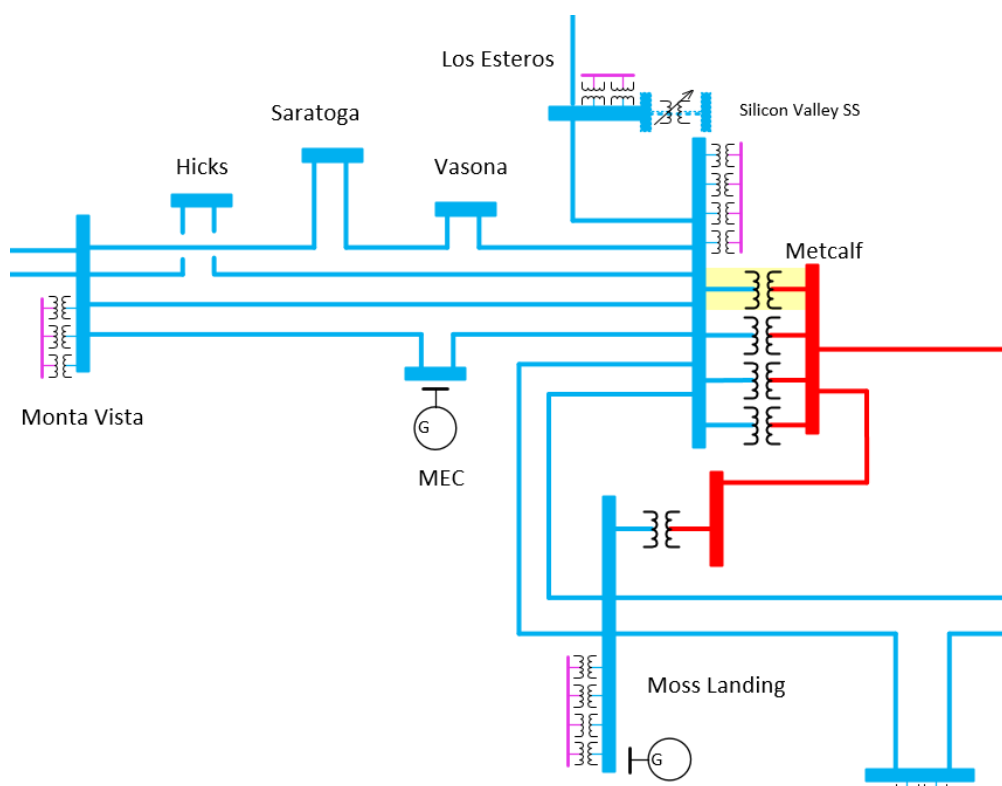 Los Esteros
Silicon Valley SS
Saratoga
Hicks
Vasona
Metcalf
Monta Vista
G
MEC
Moss Landing
G